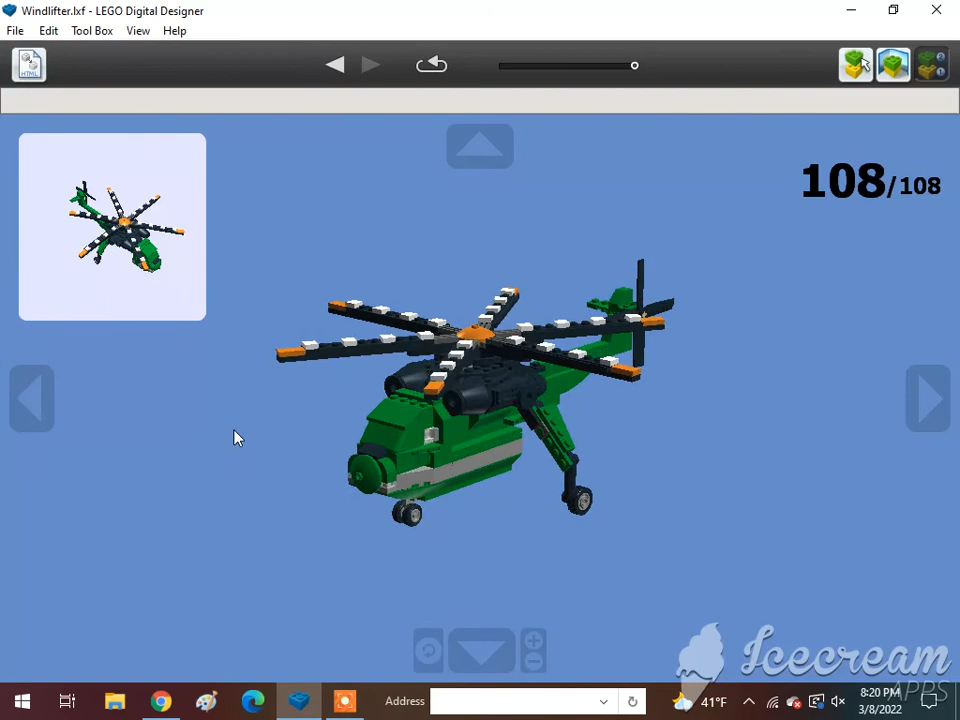 Windlifter.lxf - LEGO Digital Designer
File Edit Tool Box View Help
HTML
108/108
Icecream
APPS
Address
41°F
8:20 PM
3/8/2022